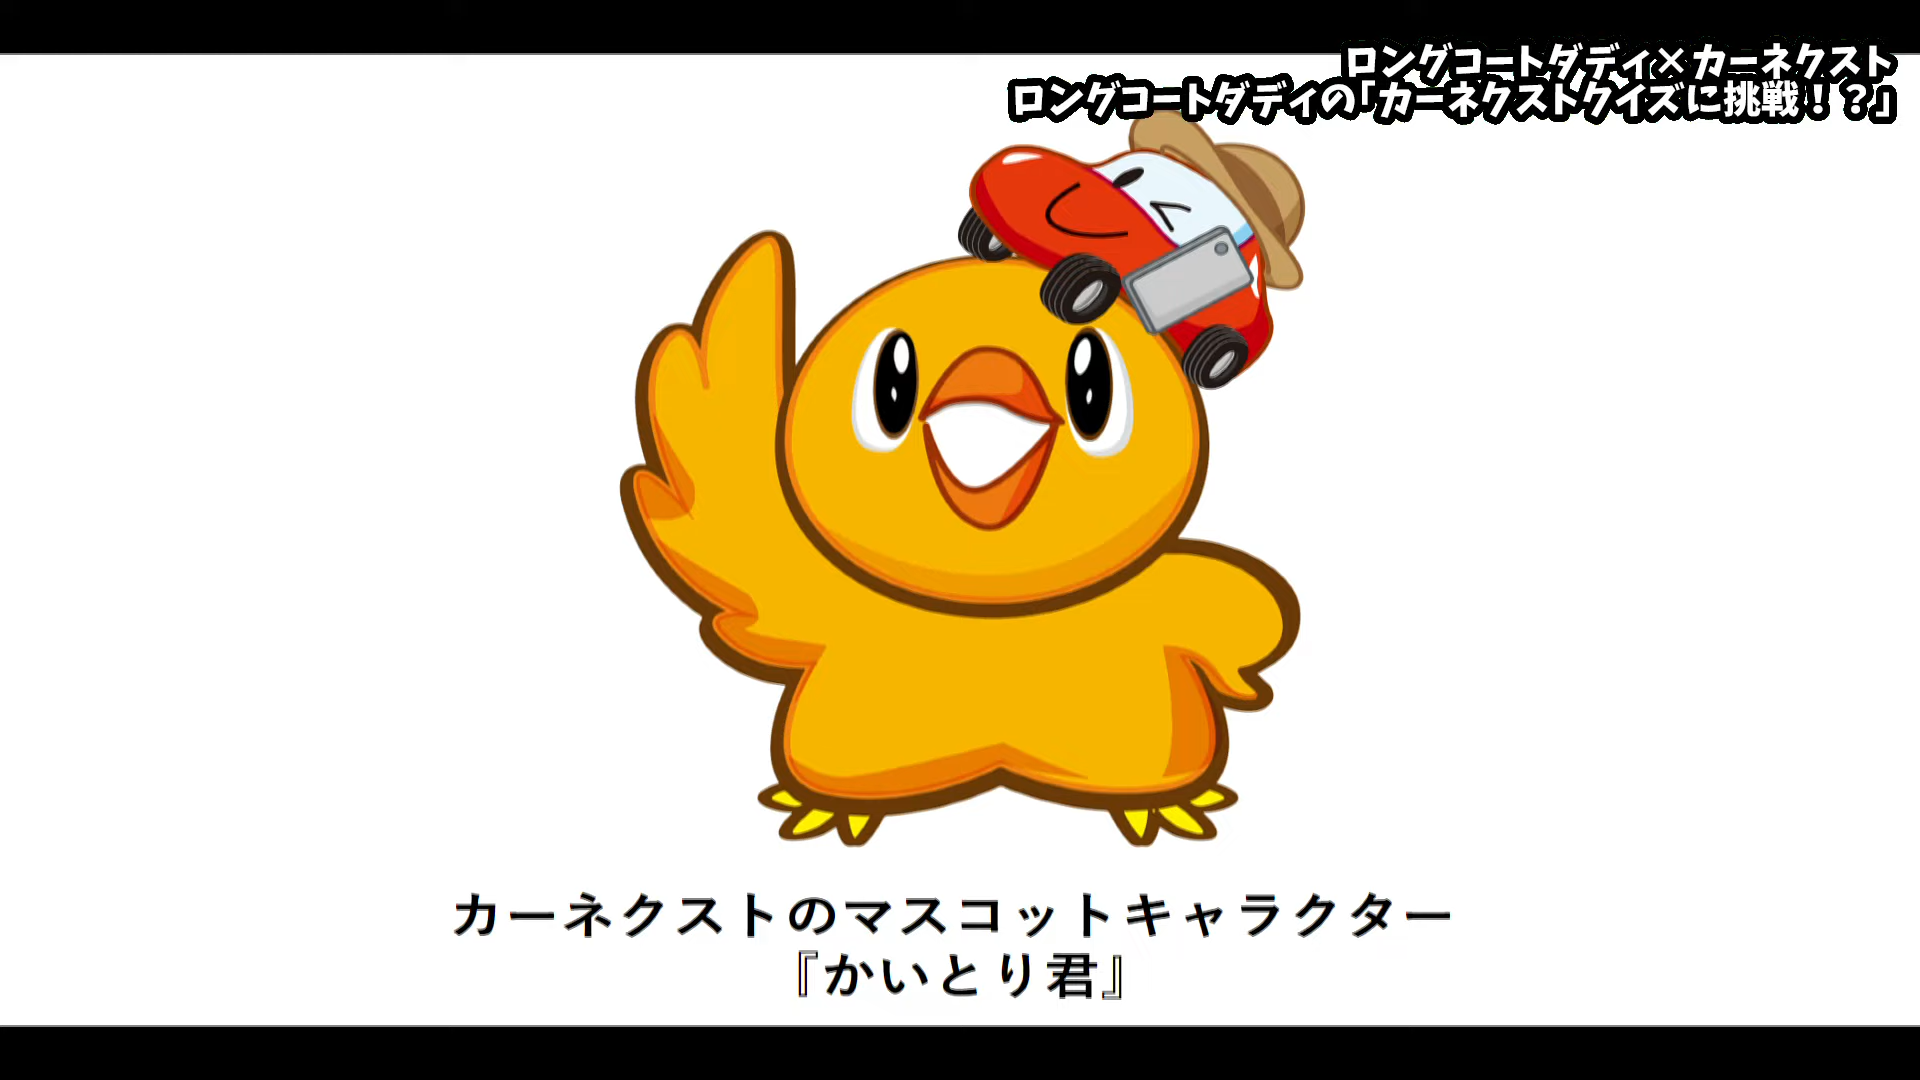 ロングコートダディ×カーネクスト
ロングコートダディの「カーネクストクイズに挑戦！？」
カーネクストのマスコットキャラクター
『かいとり君』